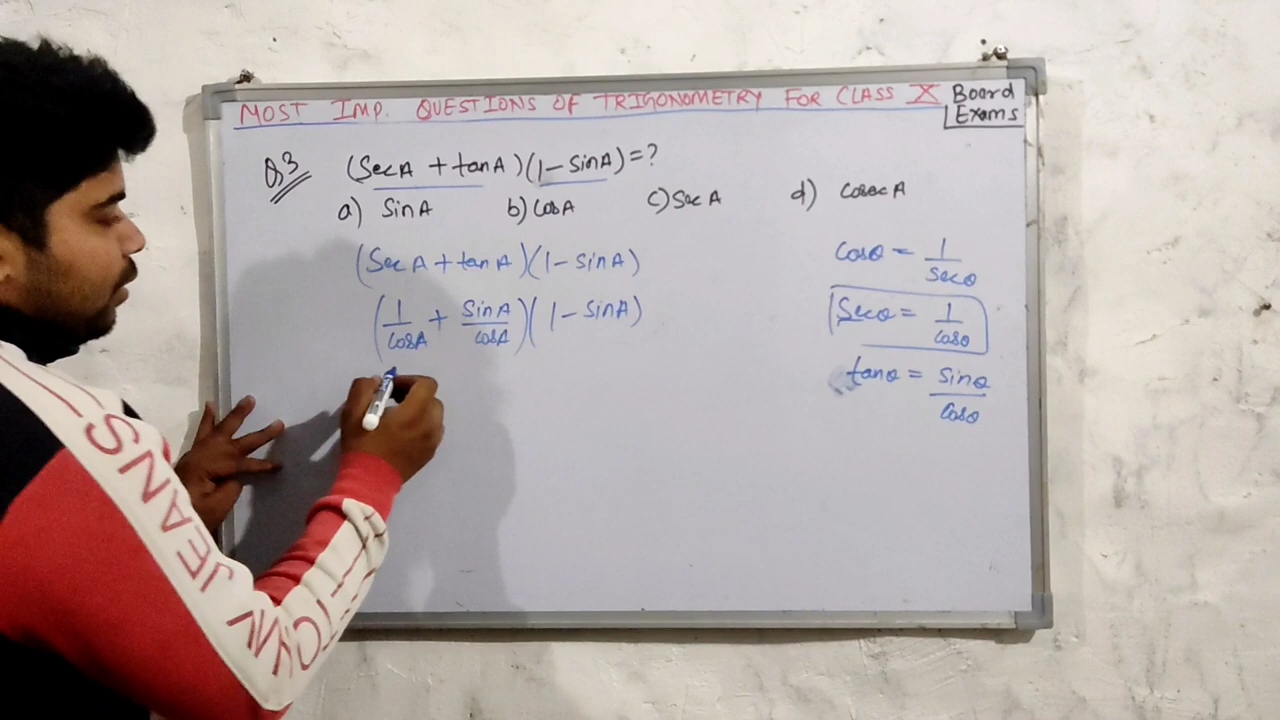 MOST IMP. QUESTIONS OF TRIGONOMETRY FOR CLASS X Board Exams
Q3 (SecA + tanA)(1 - SinA) = ?
a) SinA b) CosA c) SecA d) CosecA
(SecA + tanA)(1 - SinA)
(1/cosA + SinA/cosA)(1 - SinA)
Cosθ = 1/Secθ
Secθ = 1/Cosθ
tanθ = Sinθ/Cosθ
JEANS